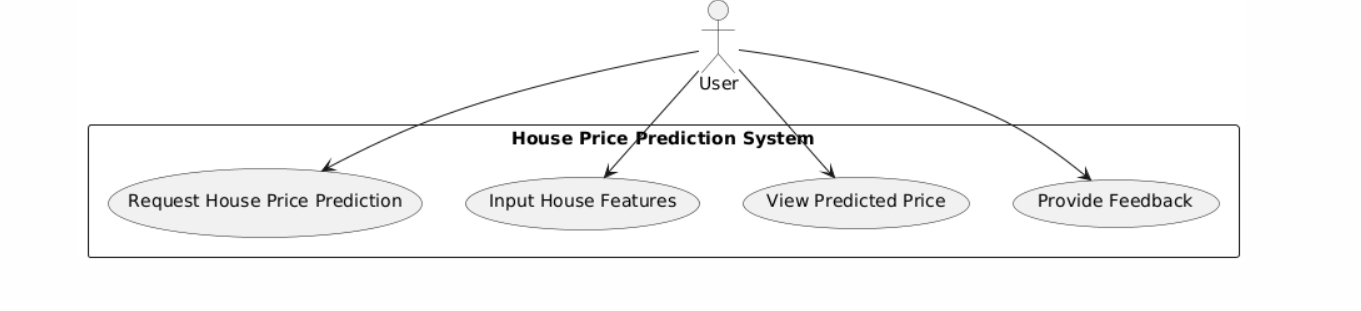 User
House Price Prediction System
Request House Price Prediction
Input House Features
View Predicted Price
Provide Feedback